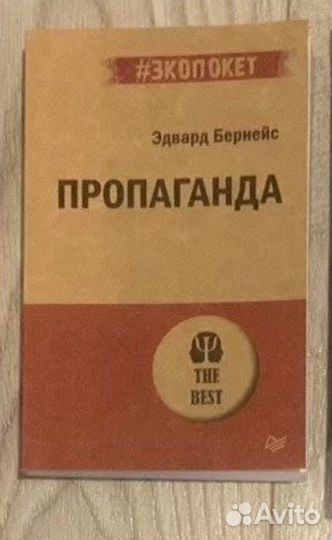 #ЭКОПОКЕТ
Эдвард Бернейс
ПРОПАГАНДА
THE
BEST
Avito